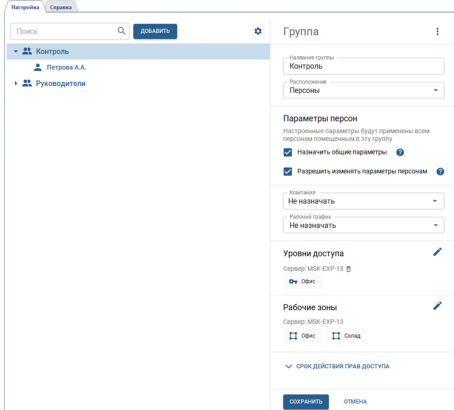 Настройка Справка
Поиск
ДОБАВИТЬ
Контроль
Петрова А.А.
Руководители
Группа
Название группы
Контроль
Расположение
Персоны
Параметры персон
Настроенные параметры будут применены всем
персонам помещенным в эту группу
Назначить общие параметры
Разрешить изменять параметры персонам
Компания
Не назначать
Рабочий график
Не назначать
Уровни доступа
Сервер: MSK-EXP-13
Офис
Рабочие зоны
Сервер: MSK-EXP-13
Офис Склад
СРОК ДЕЙСТВИЯ ПРАВ ДОСТУПА
СОХРАНИТЬ ОТМЕНА